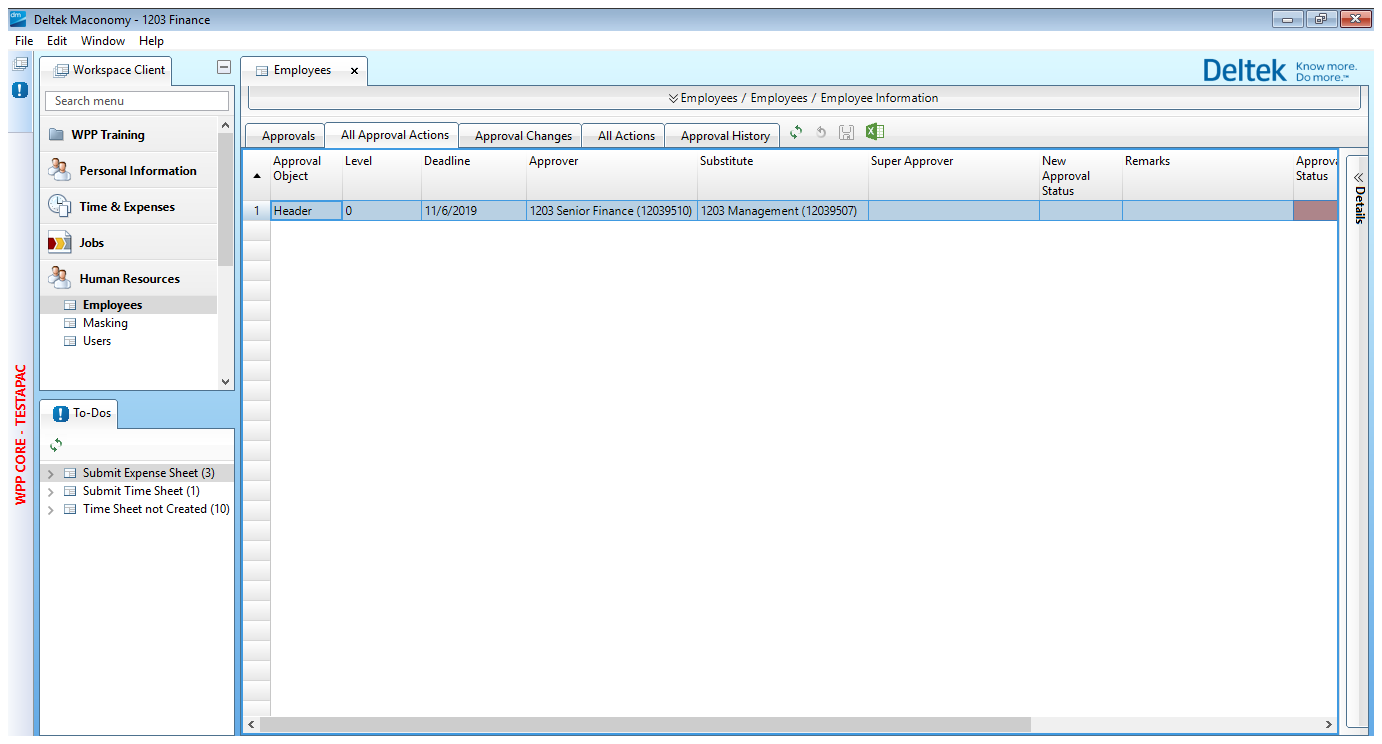 Deltek Maconomy - 1203 Finance
File Edit Window Help
Workspace Client
Search menu
WPP Training
Personal Information
Time & Expenses
Jobs
Human Resources
Employees
Masking
Users
To-Dos
Submit Expense Sheet (3)
Submit Time Sheet (1)
Time Sheet not Created (10)
WPP CORE - TESTAPAC
Employees
Deltek Know more.
Do more.™
Employees / Employees / Employee Information
Approvals All Approval Actions Approval Changes All Actions Approval History
Approval Object Level Deadline Approver Substitute Super Approver New Approval Status Remarks Approva Status
1 Header 0 11/6/2019 1203 Senior Finance (12039510) 1203 Management (12039507)
Details